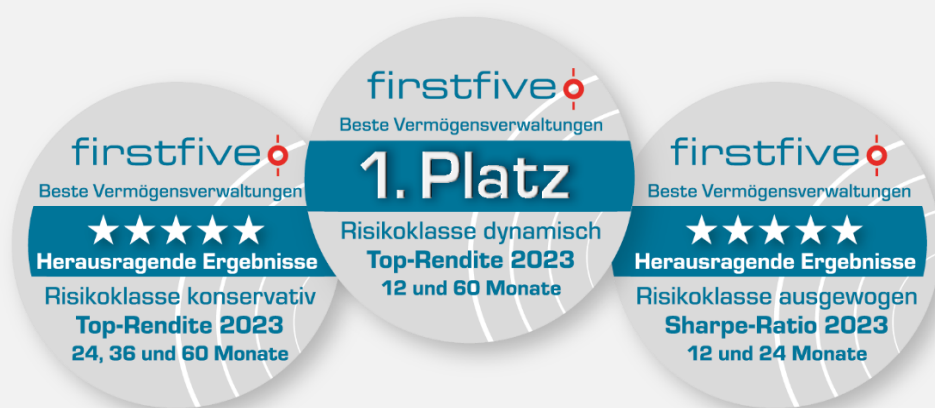 firstfive
Beste Vermögensverwaltungen
Herausragende Ergebnisse
Risikoklasse konservativ
Top-Rendite 2023
24, 36 und 60 Monate
firstfive
Beste Vermögensverwaltungen
1. Platz
Risikoklasse dynamisch
Top-Rendite 2023
12 und 60 Monate
firstfive
Beste Vermögensverwaltungen
Herausragende Ergebnisse
Risikoklasse ausgewogen
Sharpe-Ratio 2023
12 und 24 Monate